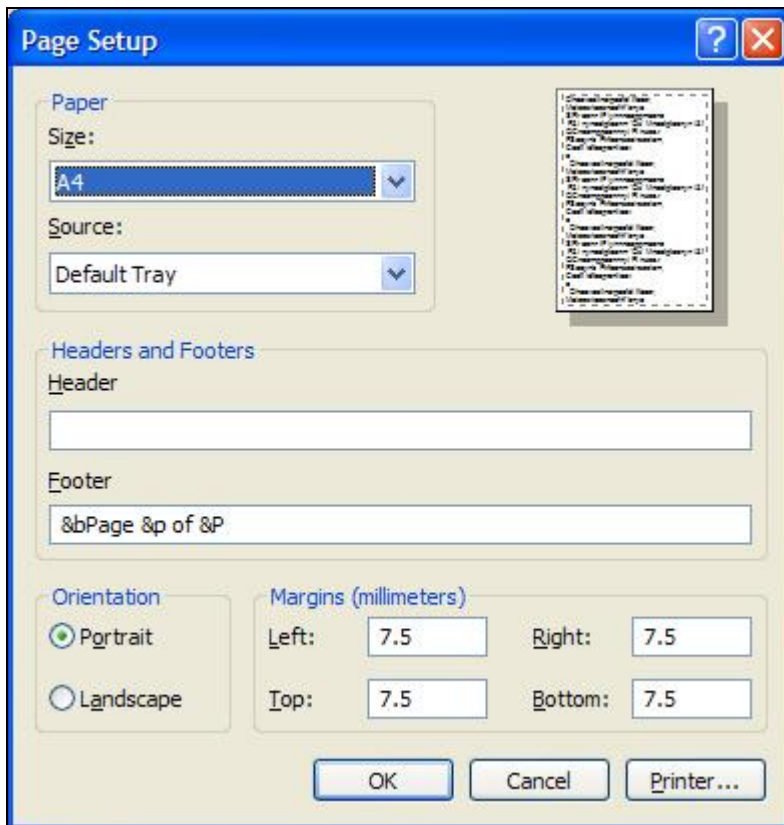 Page Setup
Paper
Size:
A4
Source:
Default Tray
Headers and Footers
Header
Footer
&bPage &p of &P
Orientation
Portrait
Landscape
Margins (millimeters)
Left: 7.5 Right: 7.5
Top: 7.5 Bottom: 7.5
OK Cancel Printer...